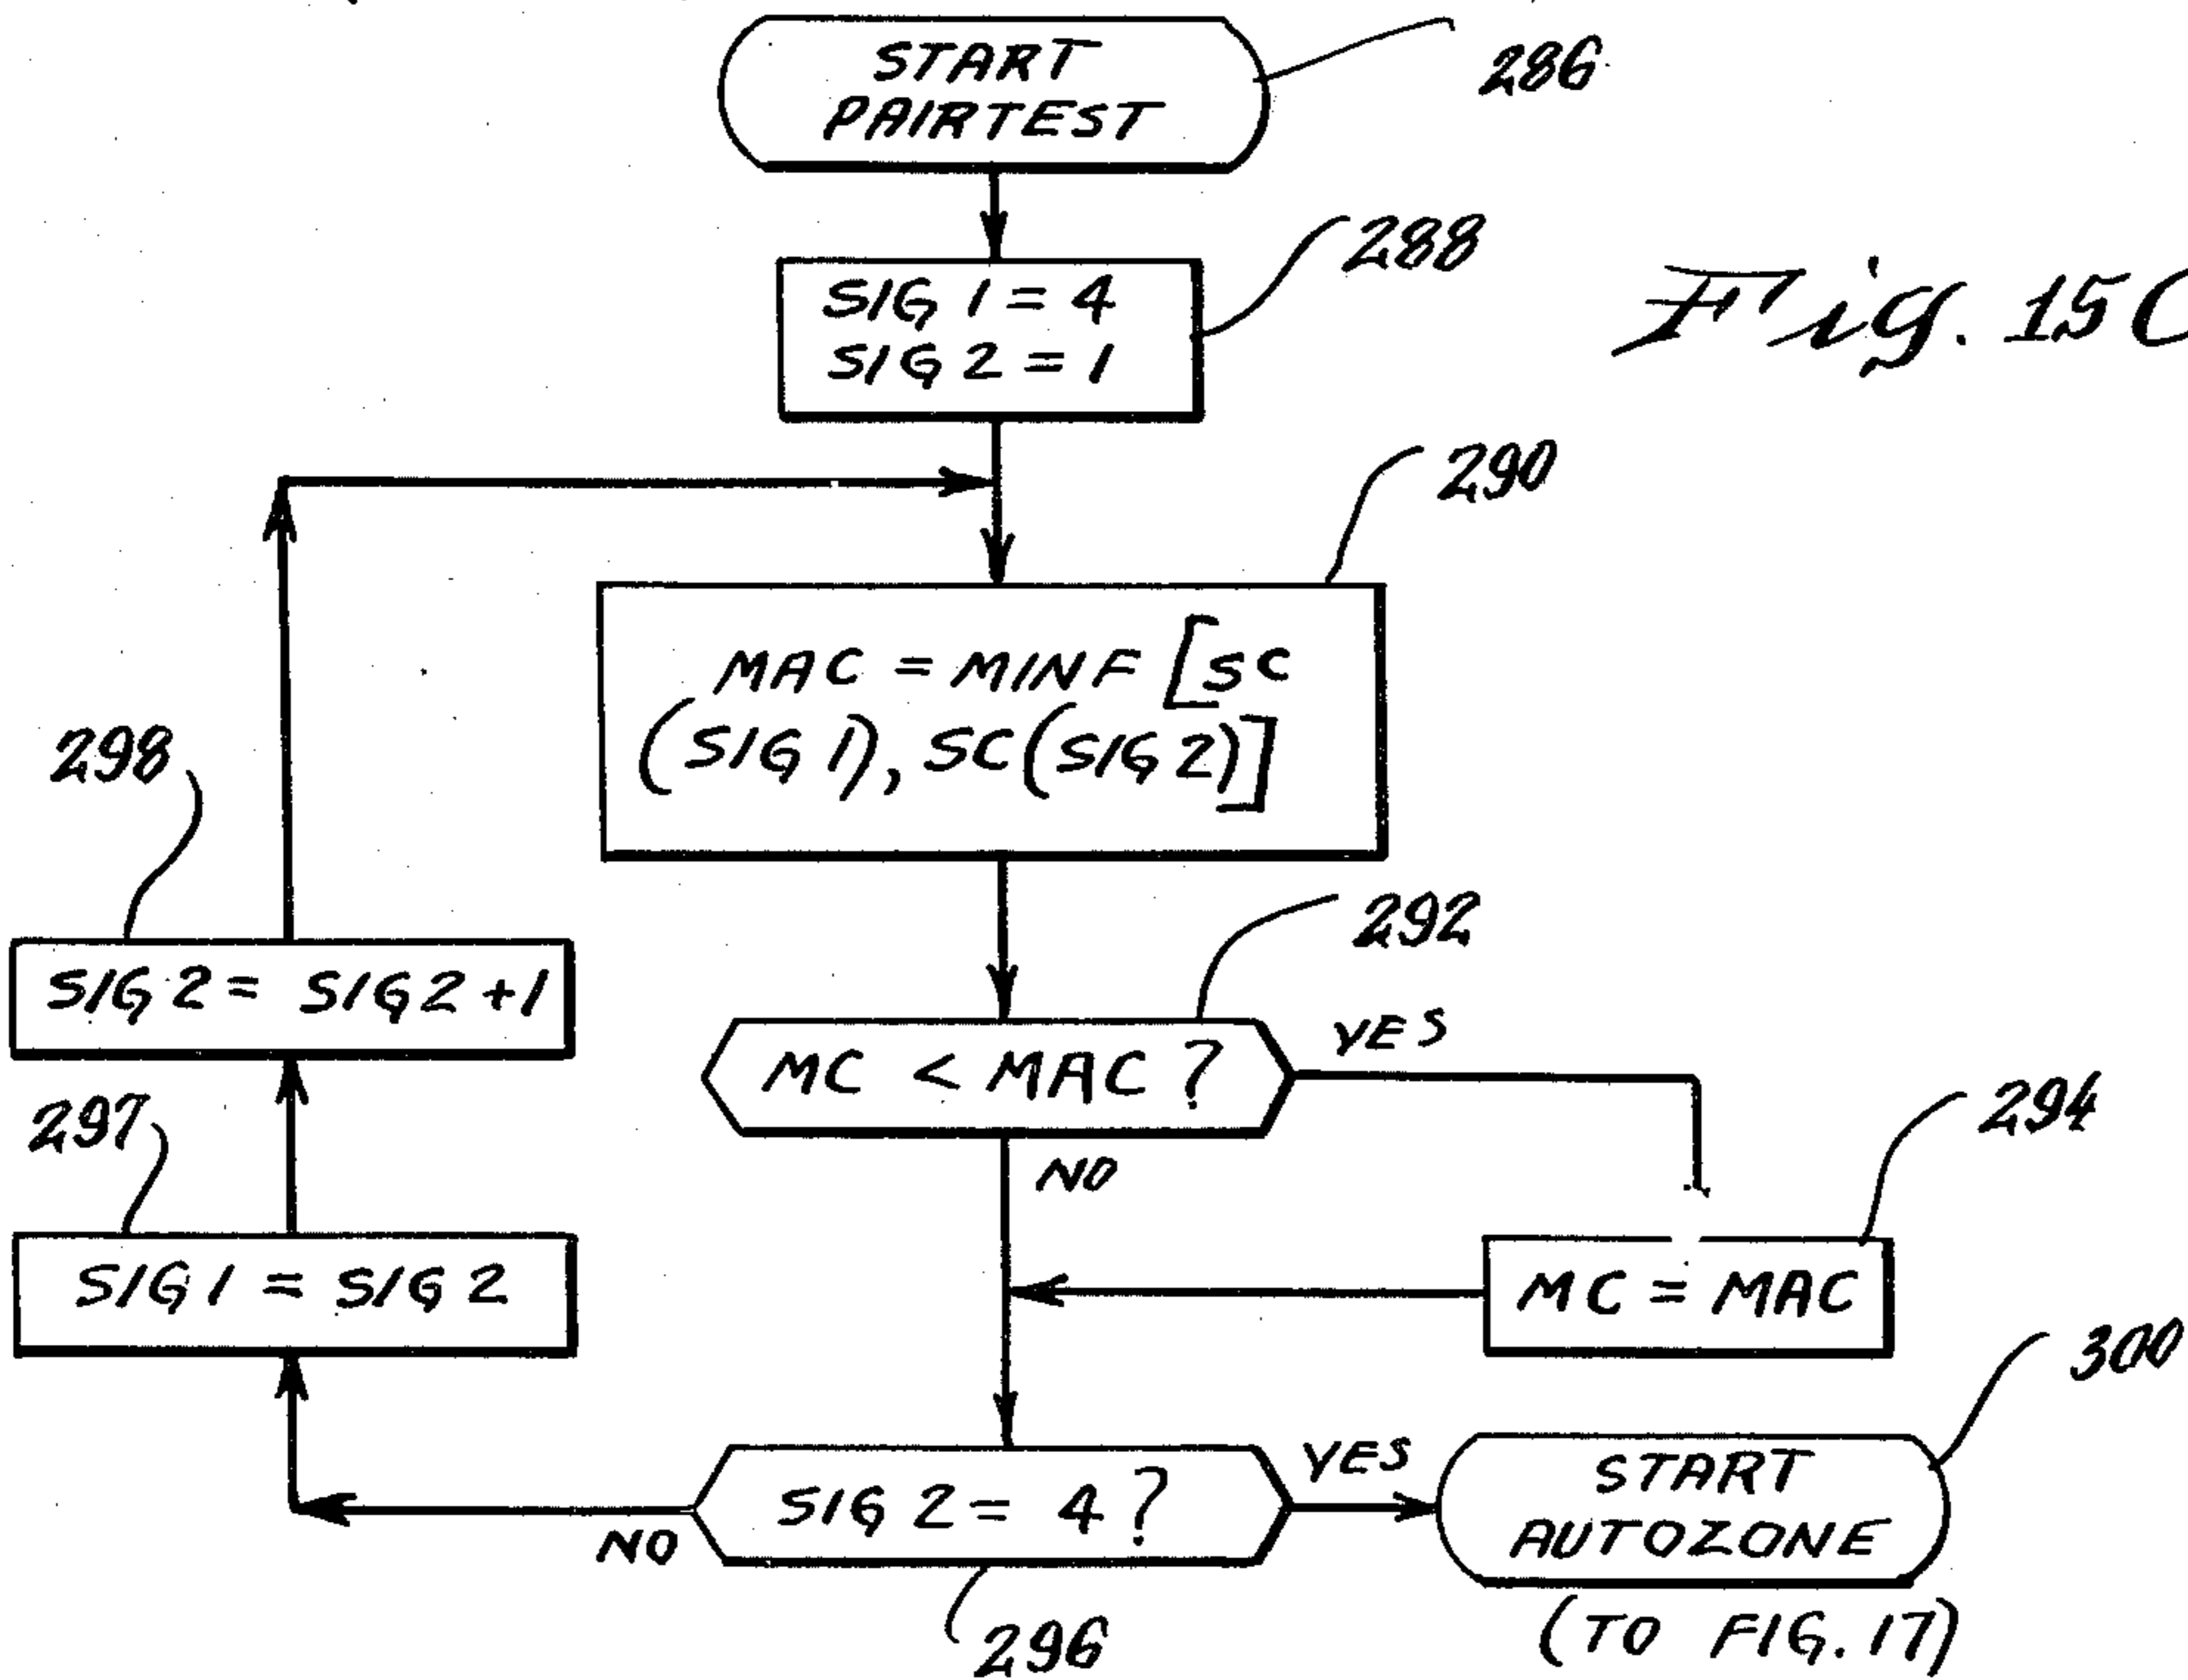 START
PAIRTEST
286
SIG 1 = 4
SIG 2 = 1
288
Fig. 15C
290
MAC = MINF [SC
(SIG 1), SC(SIG 2)]
298
292
SIG 2 = SIG 2 + 1
MC < MAC ?
YES
294
297
NO
SIG 1 = SIG 2
MC = MAC
300
SIG 2 = 4 ?
YES
NO
START
AUTOZONE
296
(TO FIG. 17)